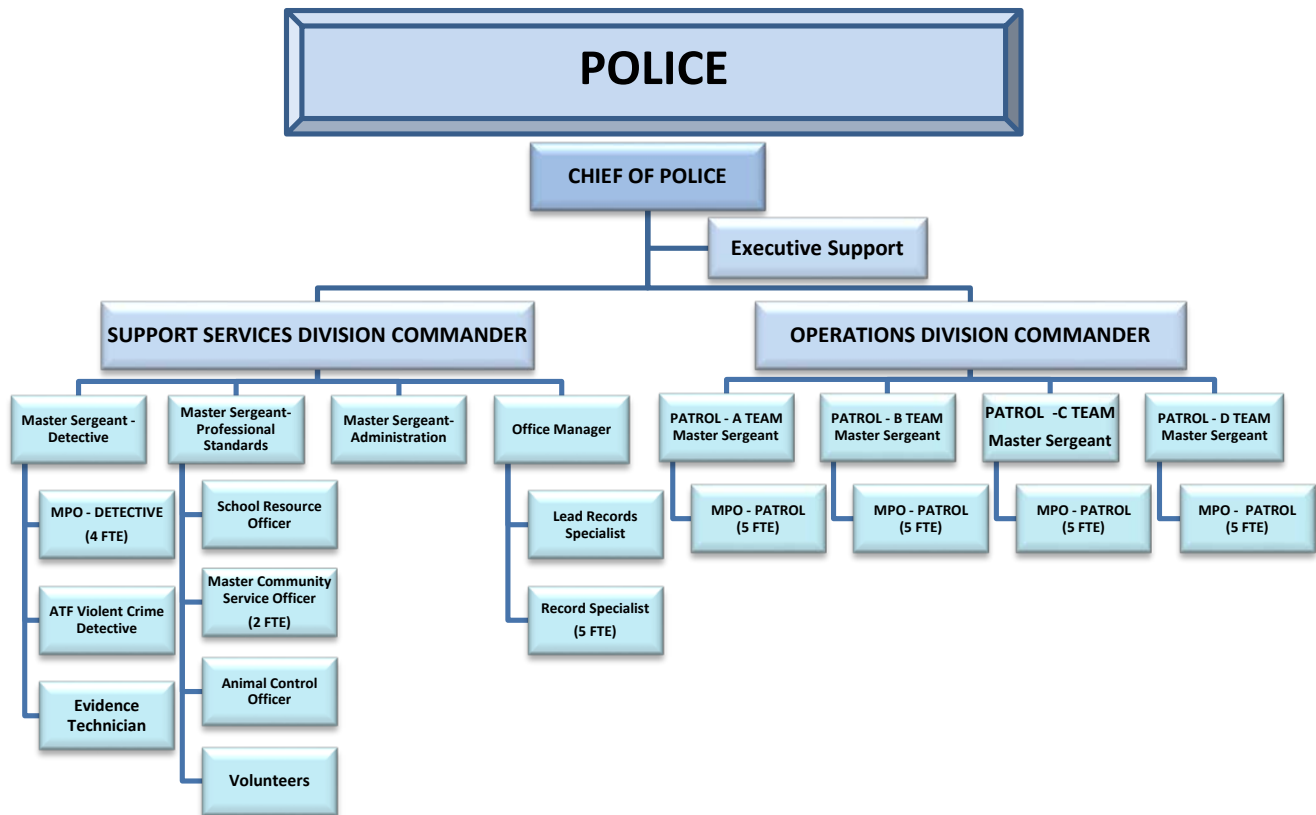 POLICE
CHIEF OF POLICE
Executive Support
SUPPORT SERVICES DIVISION COMMANDER
OPERATIONS DIVISION COMMANDER
Master Sergeant -
Detective
Master Sergeant-
Professional
Standards
Master Sergeant-
Administration
Office Manager
PATROL - A TEAM
Master Sergeant
PATROL - B TEAM
Master Sergeant
PATROL -C TEAM
Master Sergeant
PATROL - D TEAM
Master Sergeant
MPO - DETECTIVE
(4 FTE)
ATF Violent Crime
Detective
Evidence
Technician
School Resource
Officer
Master Community
Service Officer
(2 FTE)
Animal Control
Officer
Volunteers
Lead Records
Specialist
Record Specialist
(5 FTE)
MPO - PATROL
(5 FTE)
MPO - PATROL
(5 FTE)
MPO - PATROL
(5 FTE)
MPO - PATROL
(5 FTE)